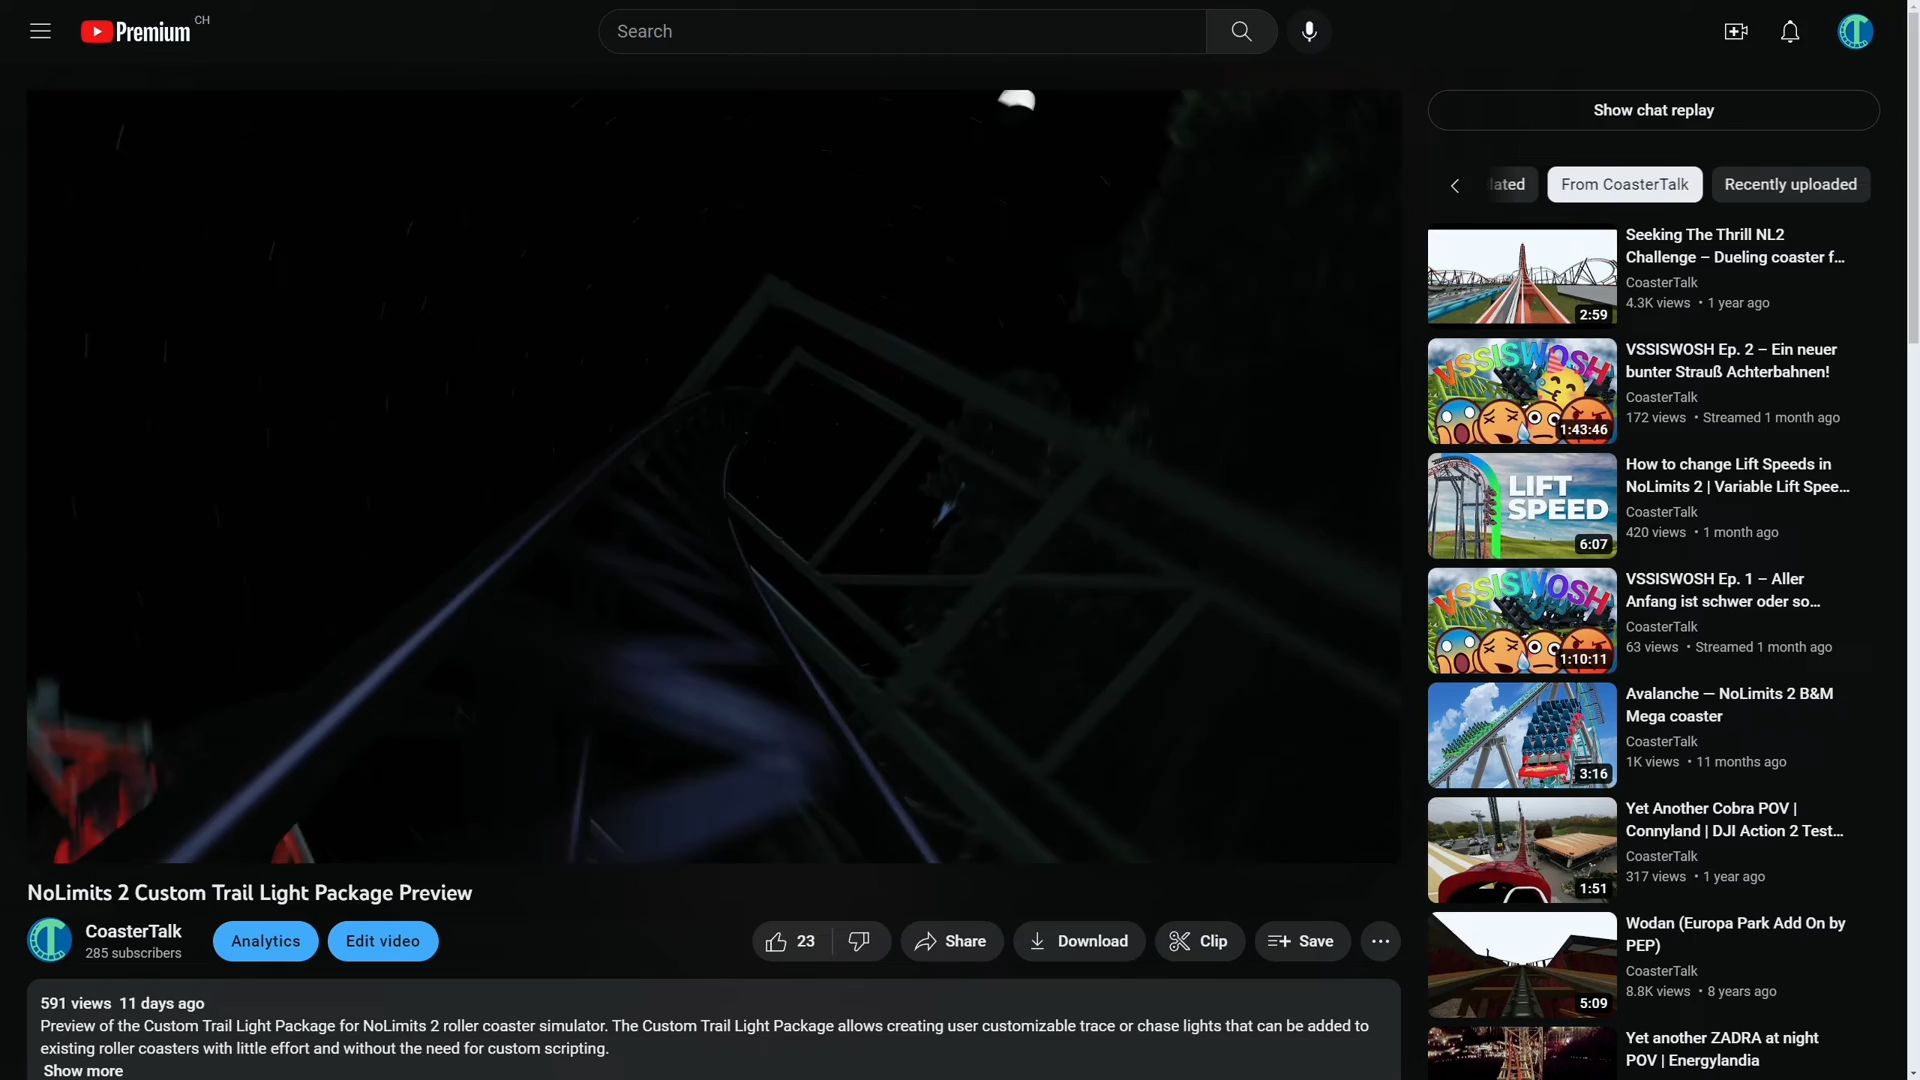 Premium CH
Search
Show chat replay
lated
From CoasterTalk
Recently uploaded
Seeking The Thrill NL2
Challenge – Dueling coaster f...
CoasterTalk
4.3K views • 1 year ago
2:59
VSSISWOSH
1:43:46
VSSISWOSH Ep. 2 – Ein neuer
bunter Strauß Achterbahnen!
CoasterTalk
172 views • Streamed 1 month ago
LIFT
SPEED
6:07
How to change Lift Speeds in
NoLimits 2 | Variable Lift Spee...
CoasterTalk
420 views • 1 month ago
VSSISWOSH
1:10:11
VSSISWOSH Ep. 1 – Aller
Anfang ist schwer oder so...
CoasterTalk
63 views • Streamed 1 month ago
3:16
Avalanche — NoLimits 2 B&M
Mega coaster
CoasterTalk
1K views • 11 months ago
1:51
Yet Another Cobra POV |
Connyland | DJI Action 2 Test...
CoasterTalk
317 views • 1 year ago
5:09
Wodan (Europa Park Add On by
PEP)
CoasterTalk
8.8K views • 8 years ago
Yet another ZADRA at night
POV | Energylandia
NoLimits 2 Custom Trail Light Package Preview
CoasterTalk
285 subscribers
Analytics
Edit video
23
Share
Download
Clip
Save
591 views 11 days ago
Preview of the Custom Trail Light Package for NoLimits 2 roller coaster simulator. The Custom Trail Light Package allows creating user customizable trace or chase lights that can be added to
existing roller coasters with little effort and without the need for custom scripting.
Show more